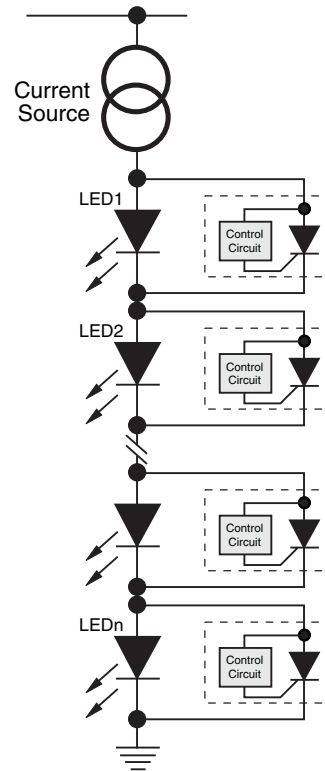 Current
Source
LED1
Control
Circuit
LED2
Control
Circuit
Control
Circuit
LEDn
Control
Circuit